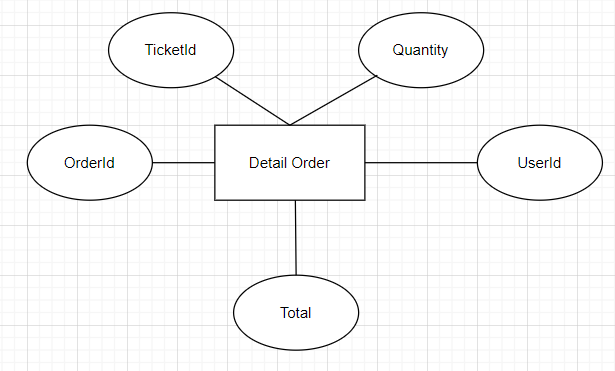 TicketId
Quantity
OrderId
Detail Order
UserId
Total